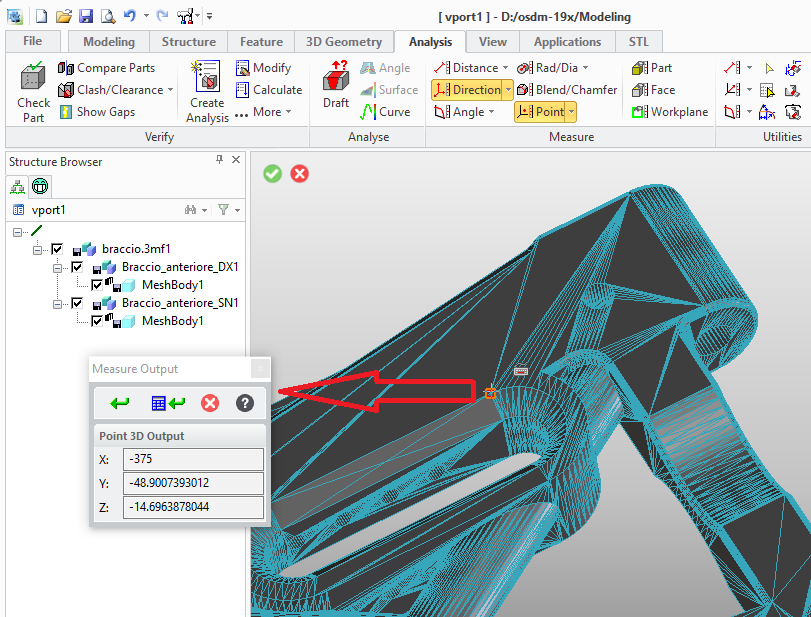 [ vport1 ] - D:/osdm-19x/Modeling
File Modeling Structure Feature 3D Geometry Analysis View Applications STL
Check Part
Compare Parts
Clash/Clearance
Show Gaps
Create Analysis
Modify
Calculate
More
Verify
Draft
Angle
Surface
Curve
Analyse
Distance
Direction
Angle
Rad/Dia
Blend/Chamfer
Point
Part
Face
Workplane
Measure
Utilities
Structure Browser
vport1
braccio.3mf1
Braccio_anteriore_DX1
MeshBody1
Braccio_anteriore_SN1
MeshBody1
Measure Output
Point 3D Output
X: -375
Y: -48.9007393012
Z: -14.6963878044